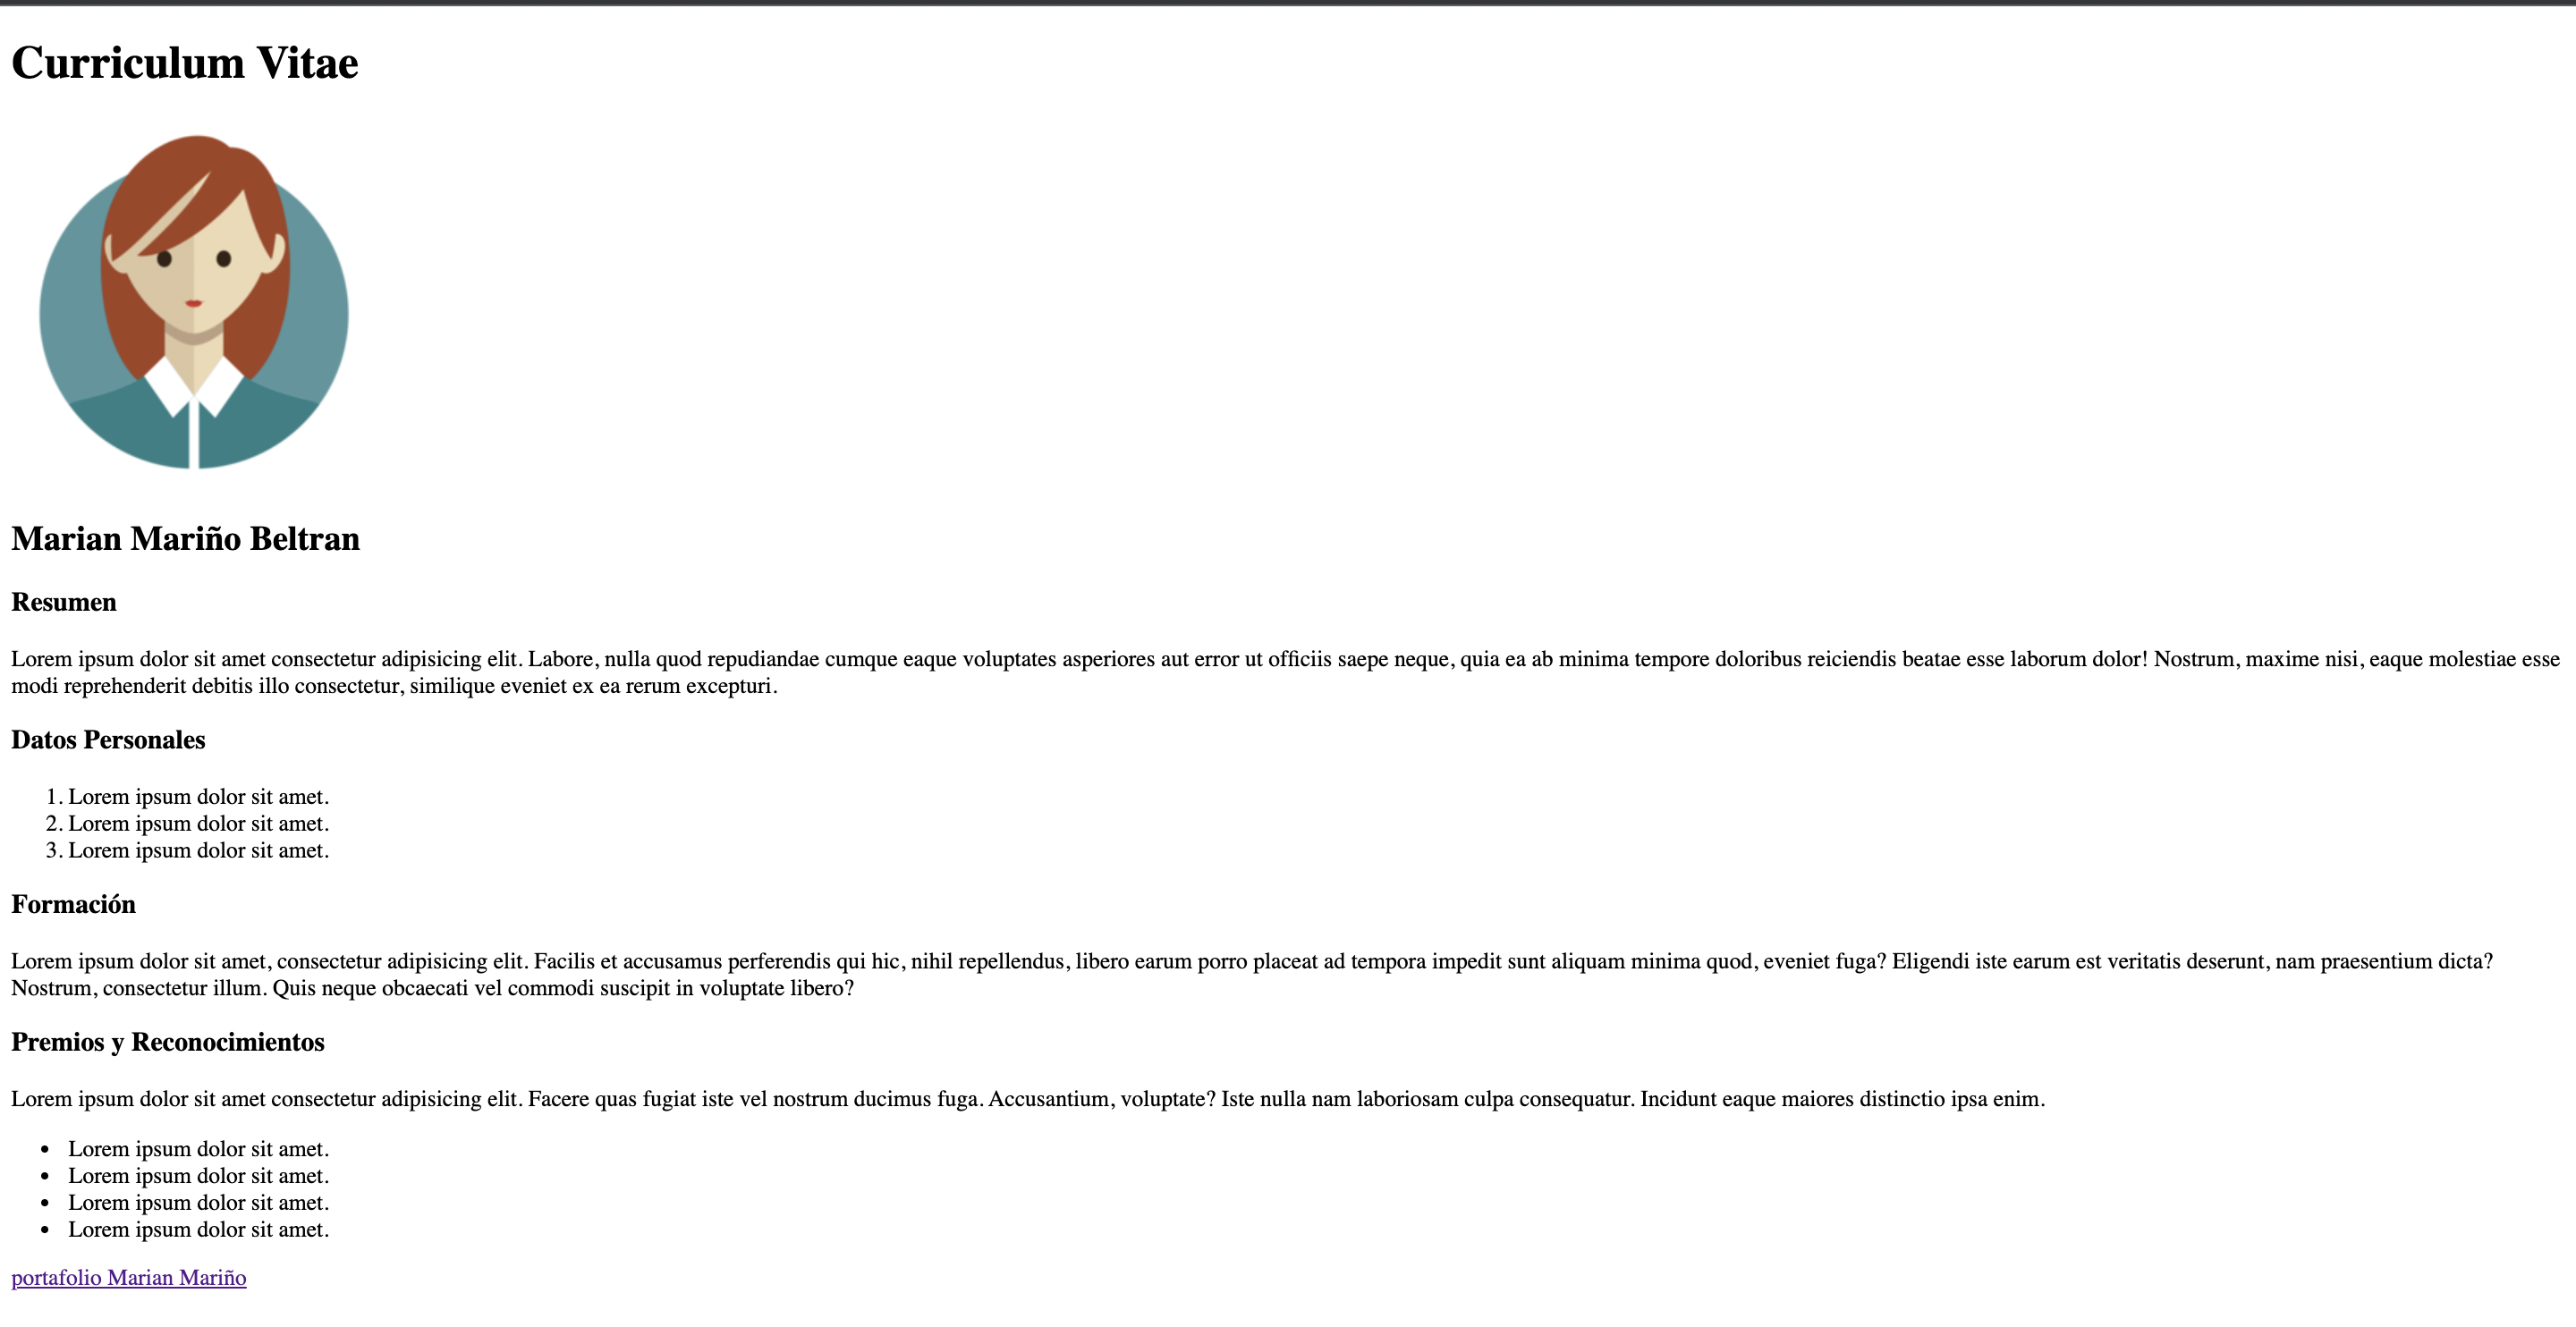 Curriculum Vitae
Marian Mariño Beltran
Resumen
Lorem ipsum dolor sit amet consectetur adipisicing elit. Labore, nulla quod repudiandae cumque eaque voluptates asperiores aut error ut officiis saepe neque, quia ea ab minima tempore doloribus reiciendis beatae esse laborum dolor! Nostrum, maxime nisi, eaque molestiae esse
modi reprehenderit debitis illo consectetur, similique eveniet ex ea rerum excepturi.
Datos Personales
1. Lorem ipsum dolor sit amet.
2. Lorem ipsum dolor sit amet.
3. Lorem ipsum dolor sit amet.
Formación
Lorem ipsum dolor sit amet, consectetur adipisicing elit. Facilis et accusamus perferendis qui hic, nihil repellendus, libero earum porro placeat ad tempora impedit sunt aliquam minima quod, eveniet fuga? Eligendi iste earum est veritatis deserunt, nam praesentium dicta?
Nostrum, consectetur illum. Quis neque obcaecati vel commodi suscipit in voluptate libero?
Premios y Reconocimientos
Lorem ipsum dolor sit amet consectetur adipisicing elit. Facere quas fugiat iste vel nostrum ducimus fuga. Accusantium, voluptate? Iste nulla nam laboriosam culpa consequatur. Incidunt eaque maiores distinctio ipsa enim.
• Lorem ipsum dolor sit amet.
• Lorem ipsum dolor sit amet.
• Lorem ipsum dolor sit amet.
• Lorem ipsum dolor sit amet.
portafolio Marian Mariño